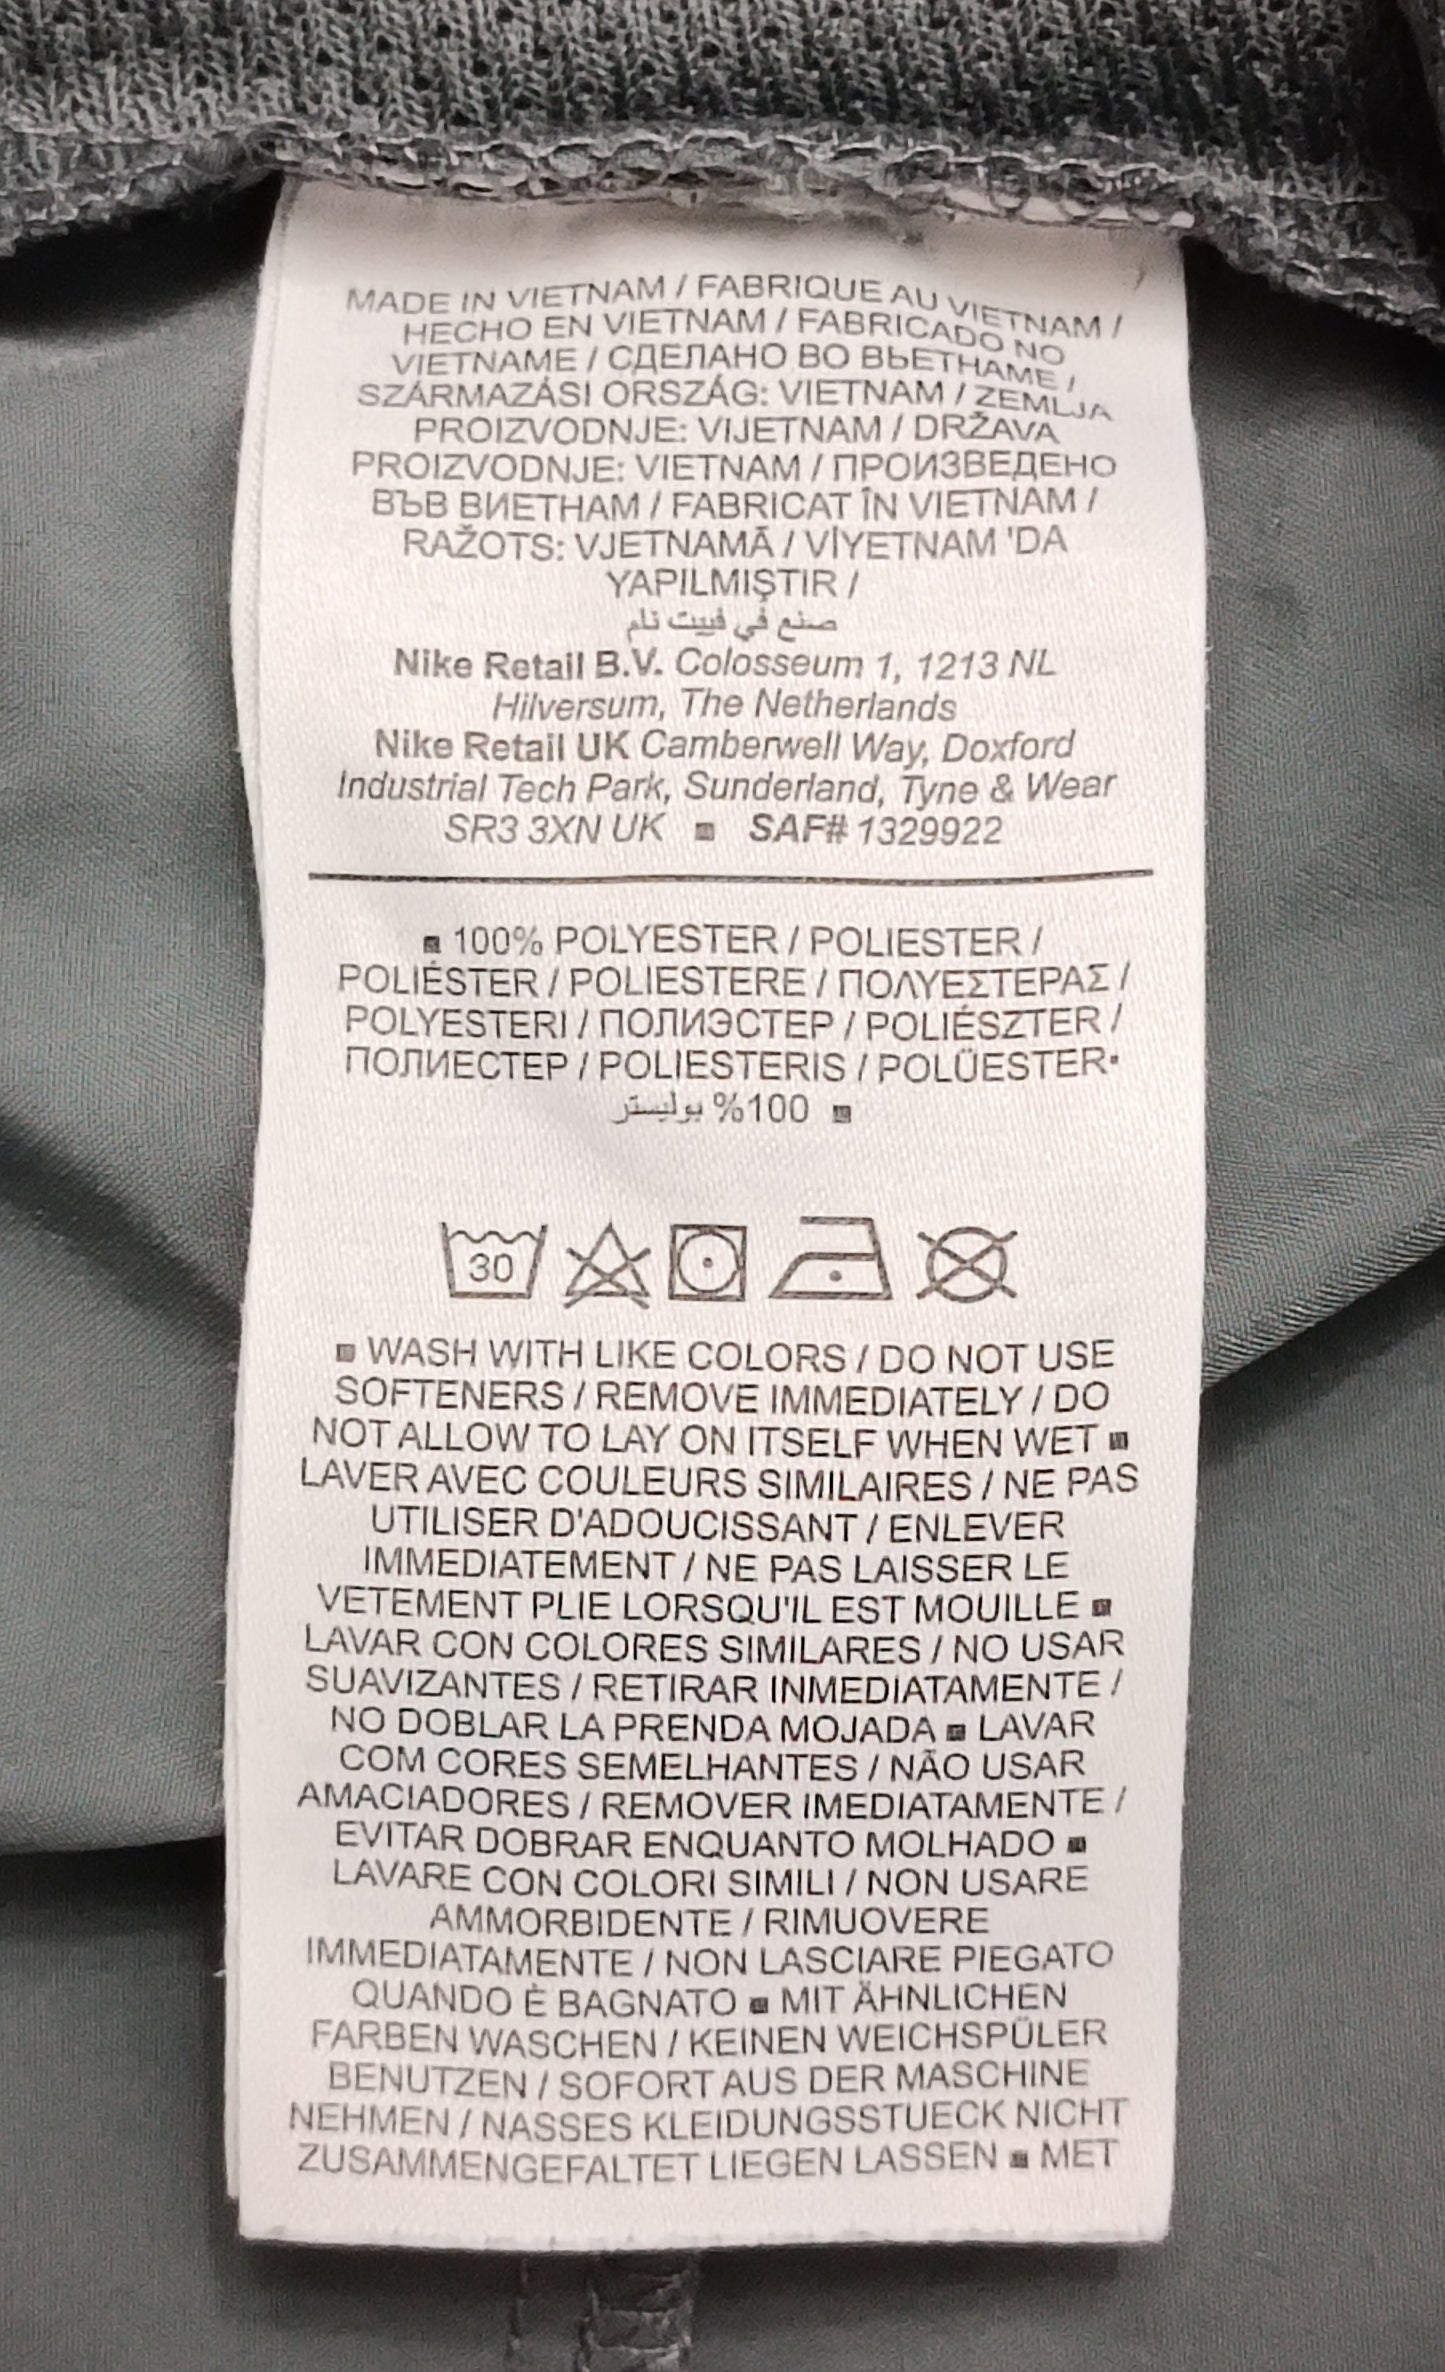 MADE IN VIETNAM / FABRIQUE AU VIETNAM /
HECHO EN VIETNAM / FABRICADO NO
VIETNAME / СДЕЛАНО ВО ВЬЕТНАМЕ /
SZÁRMAZÁSI ORSZÁG: VIETNAM / ZEMLJA
PROIZVODNJE: VIJETNAM / DRŽAVA
PROIZVODNJE: VIETNAM / ПРОИЗВЕДЕНО
ВЪВ ВИЕТНАМ / FABRICAT ÎN VIETNAM /
RAŽOTS: VJETNAMĀ / VİYETNAM 'DA
YAPILMIŞTIR /
صنع في فييت نام
Nike Retail B.V. Colosseum 1, 1213 NL
Hilversum, The Netherlands
Nike Retail UK Camberwell Way, Doxford
Industrial Tech Park, Sunderland, Tyne & Wear
SR3 3XN UK ■ SAF# 1329922
■ 100% POLYESTER / POLIESTER /
POLIÉSTER / POLIESTERE / ΠΟΛΥΕΣΤΕΡΑΣ /
POLYESTERI / ПОЛИЭСТЕР / POLIÉSZTER /
ПОЛИЕСТЕР / POLIESTERIS / POLÜESTER▪
■ 100% بوليستر
30
■ WASH WITH LIKE COLORS / DO NOT USE
SOFTENERS / REMOVE IMMEDIATELY / DO
NOT ALLOW TO LAY ON ITSELF WHEN WET ■
LAVER AVEC COULEURS SIMILAIRES / NE PAS
UTILISER D'ADOUCISSANT / ENLEVER
IMMEDIATEMENT / NE PAS LAISSER LE
VETEMENT PLIE LORSQU'IL EST MOUILLE ■
LAVAR CON COLORES SIMILARES / NO USAR
SUAVIZANTES / RETIRAR INMEDIATAMENTE /
NO DOBLAR LA PRENDA MOJADA ■ LAVAR
COM CORES SEMELHANTES / NÃO USAR
AMACIADORES / REMOVER IMEDIATAMENTE /
EVITAR DOBRAR ENQUANTO MOLHADO ■
LAVARE CON COLORI SIMILI / NON USARE
AMMORBIDENTE / RIMUOVERE
IMMEDIATAMENTE / NON LASCIARE PIEGATO
QUANDO È BAGNATO ■ MIT ÄHNLICHEN
FARBEN WASCHEN / KEINEN WEICHSPÜLER
BENUTZEN / SOFORT AUS DER MASCHINE
NEHMEN / NASSES KLEIDUNGSSTUECK NICHT
ZUSAMMENGEFALTET LIEGEN LASSEN ■ MET